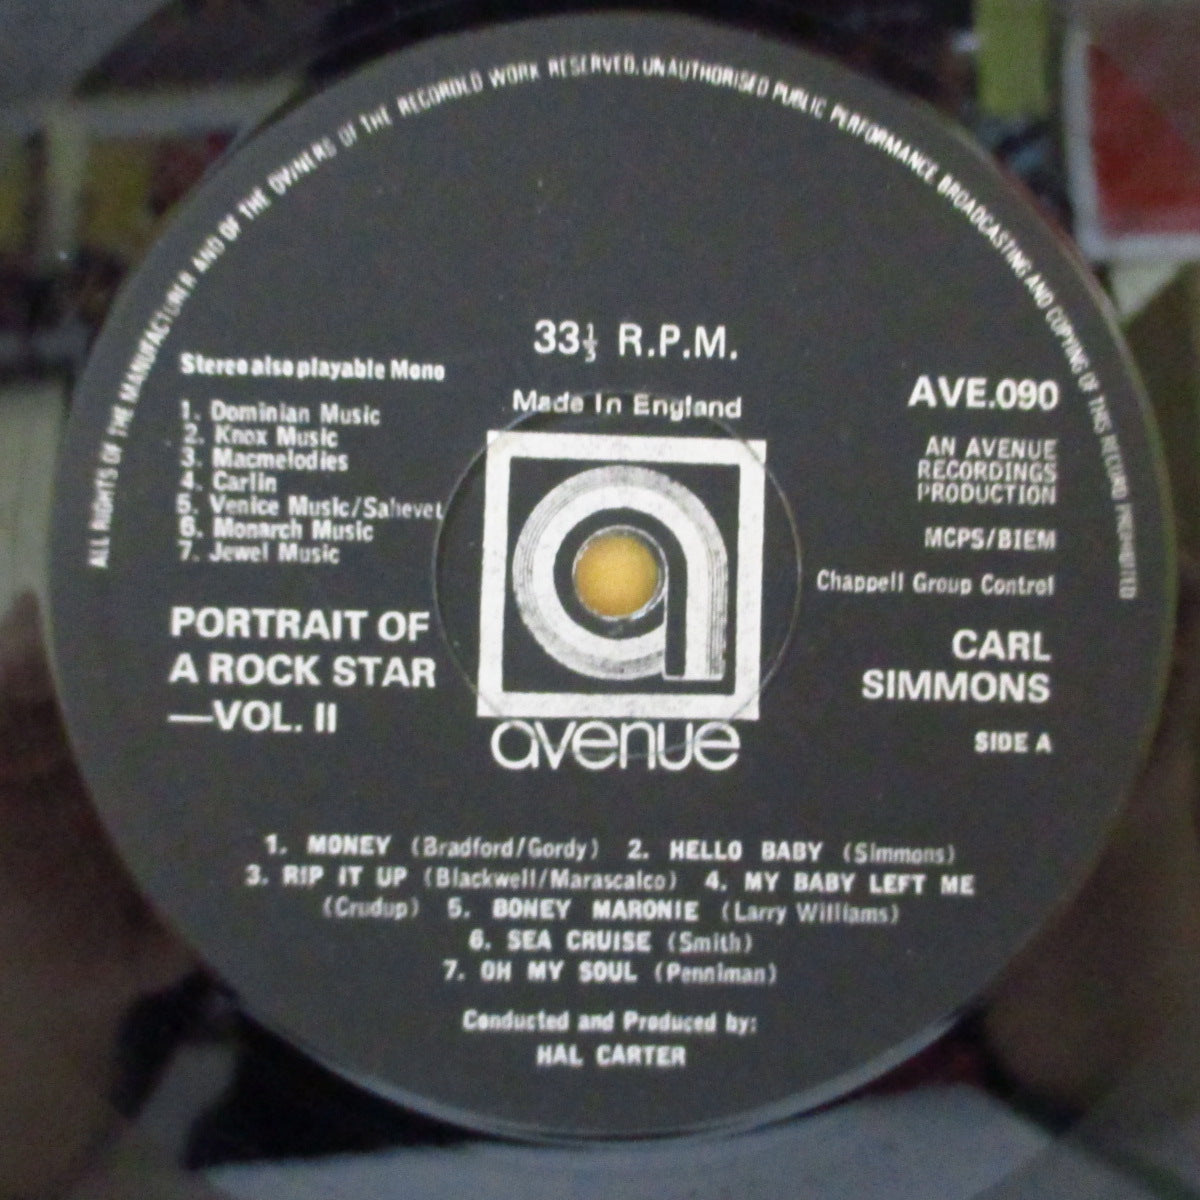 ALL RIGHTS OF THE MANUFACTURER AND OF THE OWNERS OF THE RECORDED WORK RESERVED. UNAUTHORISED PUBLIC PERFORMANCE BROADCASTING AND COPYING OF THIS RECORD PROHIBITED
33⅓ R.P.M.
Made In England
Stereo also playable Mono
1. Dominian Music
2. Knox Music
3. Macmelodies
4. Carlin
5. Venice Music/Sahevet
6. Monarch Music
7. Jewel Music
PORTRAIT OF
A ROCK STAR
—VOL. II
AVE.090
AN AVENUE
RECORDINGS
PRODUCTION
MCPS/BIEM
Chappell Group Control
CARL
SIMMONS
SIDE A
a
avenue
1. MONEY (Bradford/Gordy) 2. HELLO BABY (Simmons)
3. RIP IT UP (Blackwell/Marascalco) 4. MY BABY LEFT ME
(Crudup) 5. BONEY MARONIE (Larry Williams)
6. SEA CRUISE (Smith)
7. OH MY SOUL (Penniman)
Conducted and Produced by:
HAL CARTER